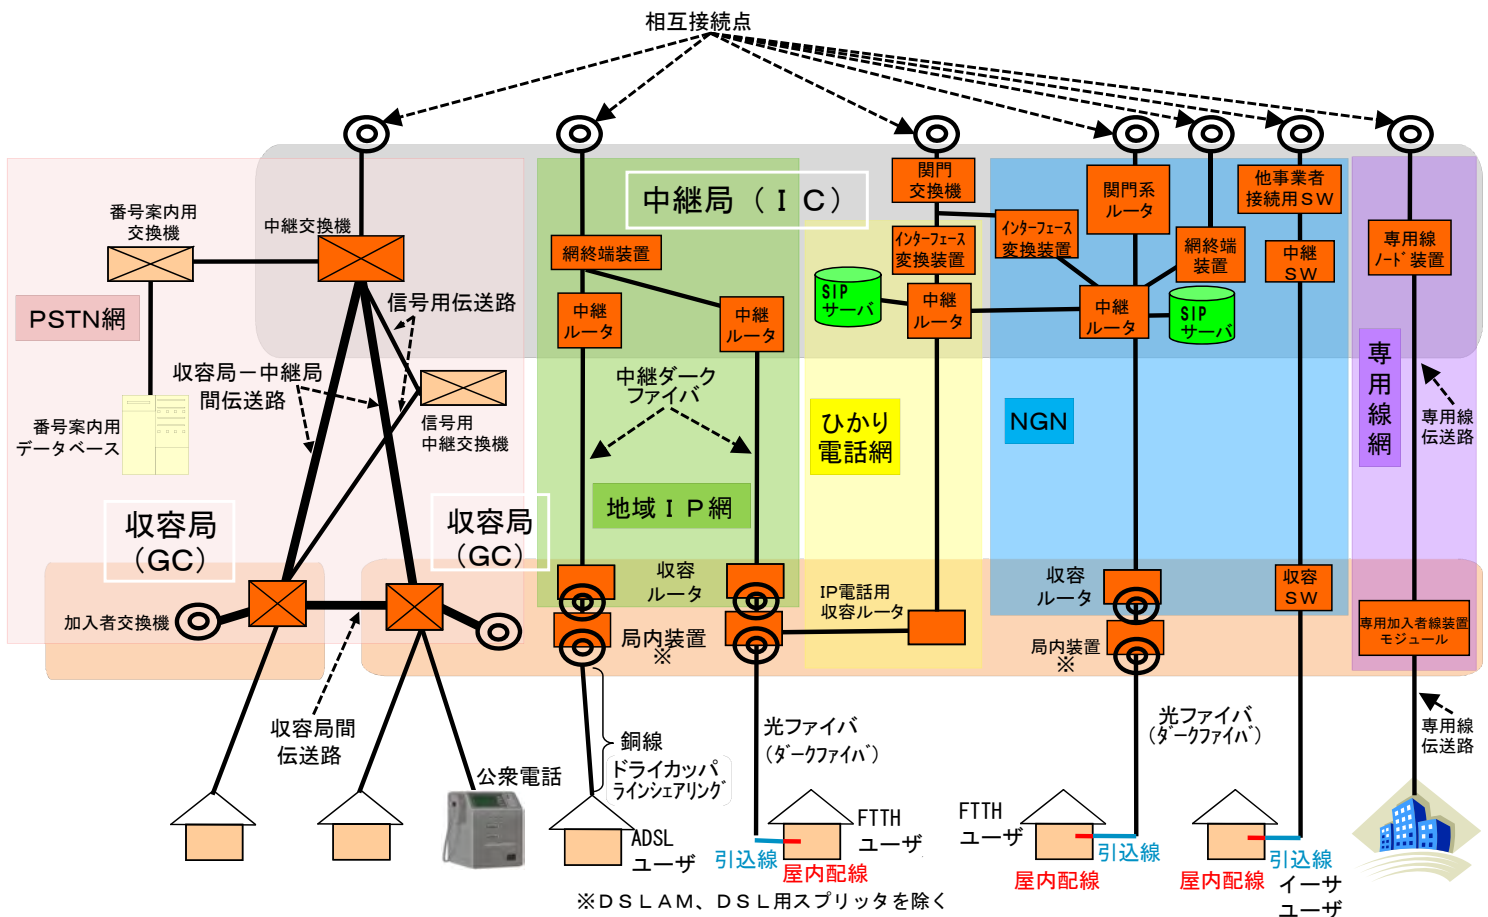 相互接続点
中継局（ＩＣ）
番号案内用
交換機
中継交換機
関門
交換機
関門系
ルータ
他事業者
接続用ＳＷ
網終端装置
ｲﾝﾀｰﾌｪｰｽ
変換装置
ｲﾝﾀｰﾌｪｰｽ
変換装置
網終端
装置
中継
ＳＷ
専用線
ﾉｰﾄﾞ装置
PSTN網
信号用伝送路
中継
ルータ
中継
ルータ
SIP
サーバ
中継
ルータ
中継
ルータ
SIP
サーバ
収容局－中継局
間伝送路
中継ダーク
ファイバ
専用線網
専用線
伝送路
番号案内用
データベース
信号用
中継交換機
ひかり
電話網
NGN
収容局
（GC）
収容局
（GC）
地域ＩＰ網
収容
ルータ
IP電話用
収容ルータ
収容
ルータ
収容
ＳＷ
加入者交換機
局内装置
※
局内装置
※
専用加入者線装置
モジュール
収容局間
伝送路
銅線
ドライカッパ
ﾗｲﾝｼｪｱﾘﾝｸﾞ
光ファイバ
（ﾀﾞｰｸﾌｧｲﾊﾞ）
光ファイバ
（ﾀﾞｰｸﾌｧｲﾊﾞ）
専用線
伝送路
公衆電話
ADSL
ユーザ
引込線
屋内配線
FTTH
ユーザ
FTTH
ユーザ
引込線
屋内配線
引込線
屋内配線
イーサ
ユーザ
※ＤＳＬＡＭ、ＤＳＬ用スプリッタを除く